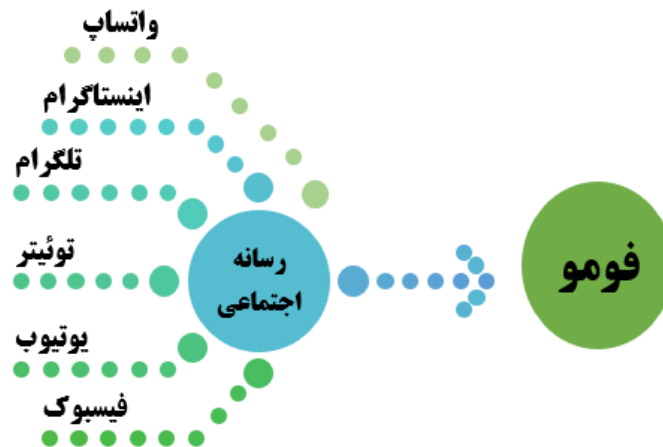 واتساپ
اینستاگرام
تلگرام
توئیتر
یوتیوب
فیسبوک
رسانه
اجتماعی
فومو